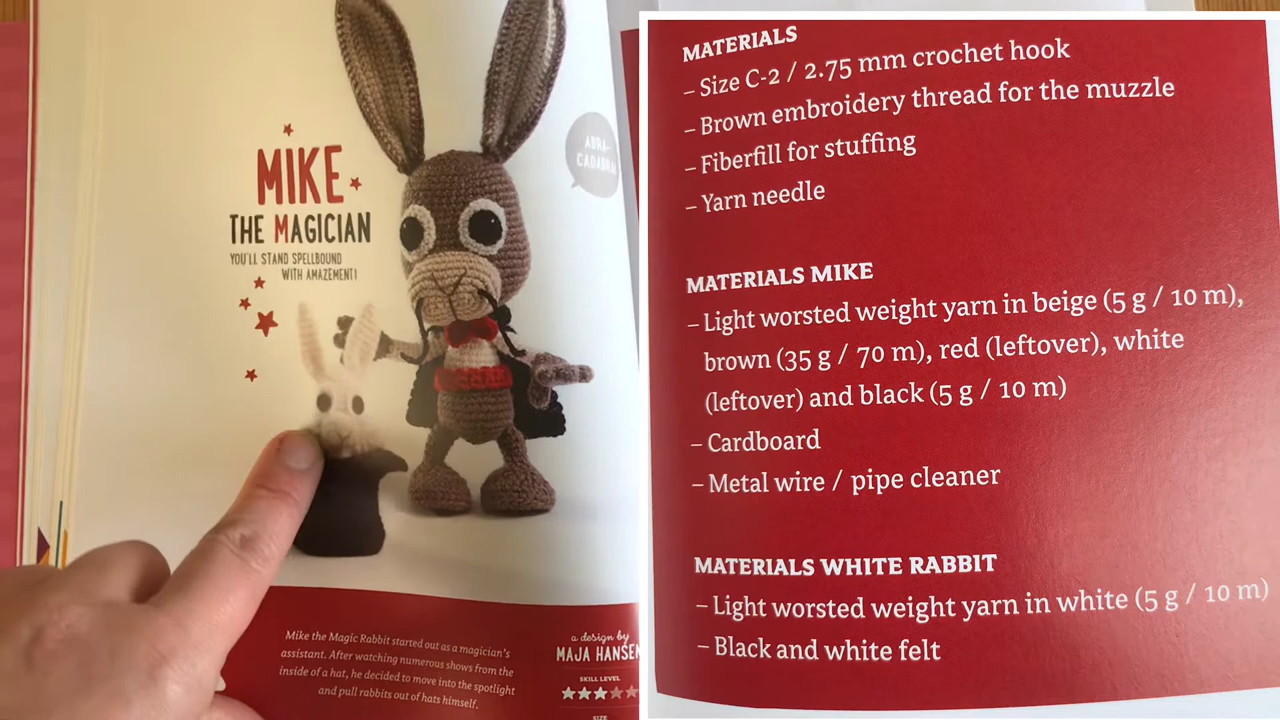 MIKE
THE MAGICIAN
YOU'LL STAND SPELLBOUND
WITH AMAZEMENT!
ABRA-
CADABRA!
Mike the Magic Rabbit started out as a magician's
assistant. After watching numerous shows from the
inside of a hat, he decided to move into the spotlight
and pull rabbits out of hats himself.
a design by
MAJA HANSEN
SKILL LEVEL
SIZE
MATERIALS
– Size C-2 / 2.75 mm crochet hook
– Brown embroidery thread for the muzzle
– Fiberfill for stuffing
– Yarn needle
MATERIALS MIKE
– Light worsted weight yarn in beige (5 g / 10 m),
brown (35 g / 70 m), red (leftover), white
(leftover) and black (5 g / 10 m)
– Cardboard
– Metal wire / pipe cleaner
MATERIALS WHITE RABBIT
– Light worsted weight yarn in white (5 g / 10 m)
– Black and white felt